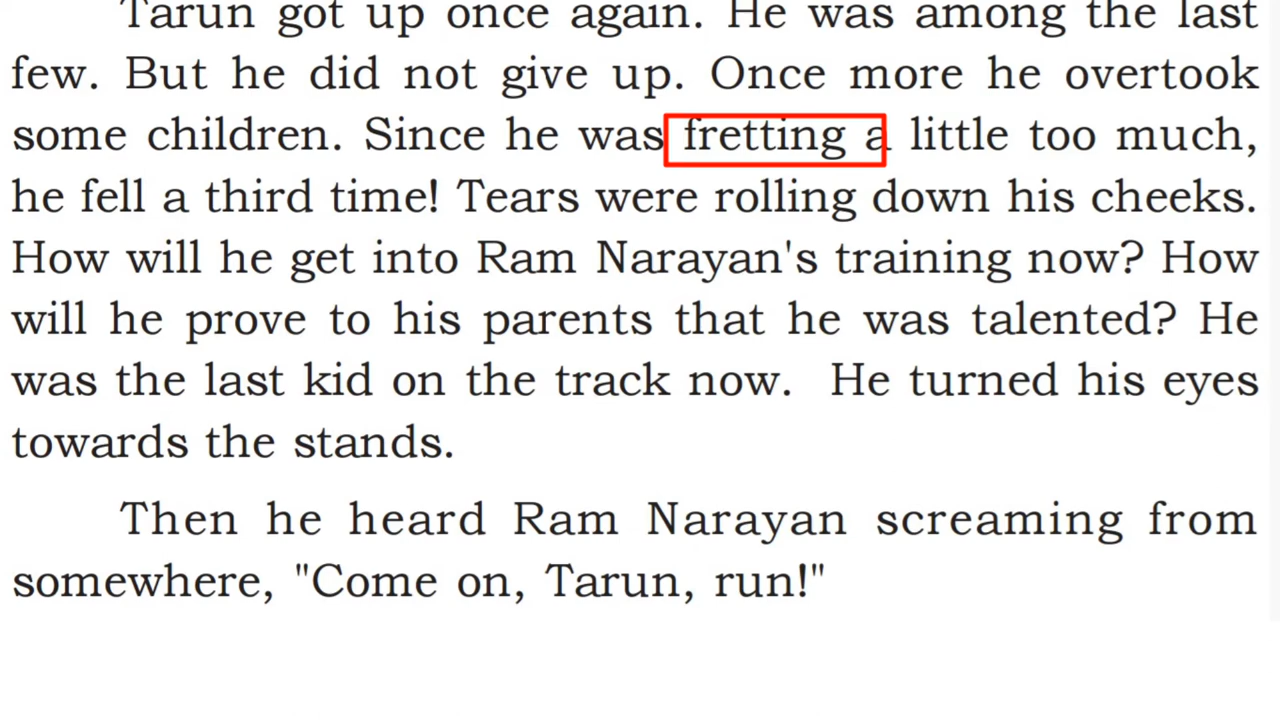 Tarun got up once again. He was among the last
few. But he did not give up. Once more he overtook
some children. Since he was fretting a little too much,
he fell a third time! Tears were rolling down his cheeks.
How will he get into Ram Narayan's training now? How
will he prove to his parents that he was talented? He
was the last kid on the track now.  He turned his eyes
towards the stands.
Then he heard Ram Narayan screaming from
somewhere, "Come on, Tarun, run!"